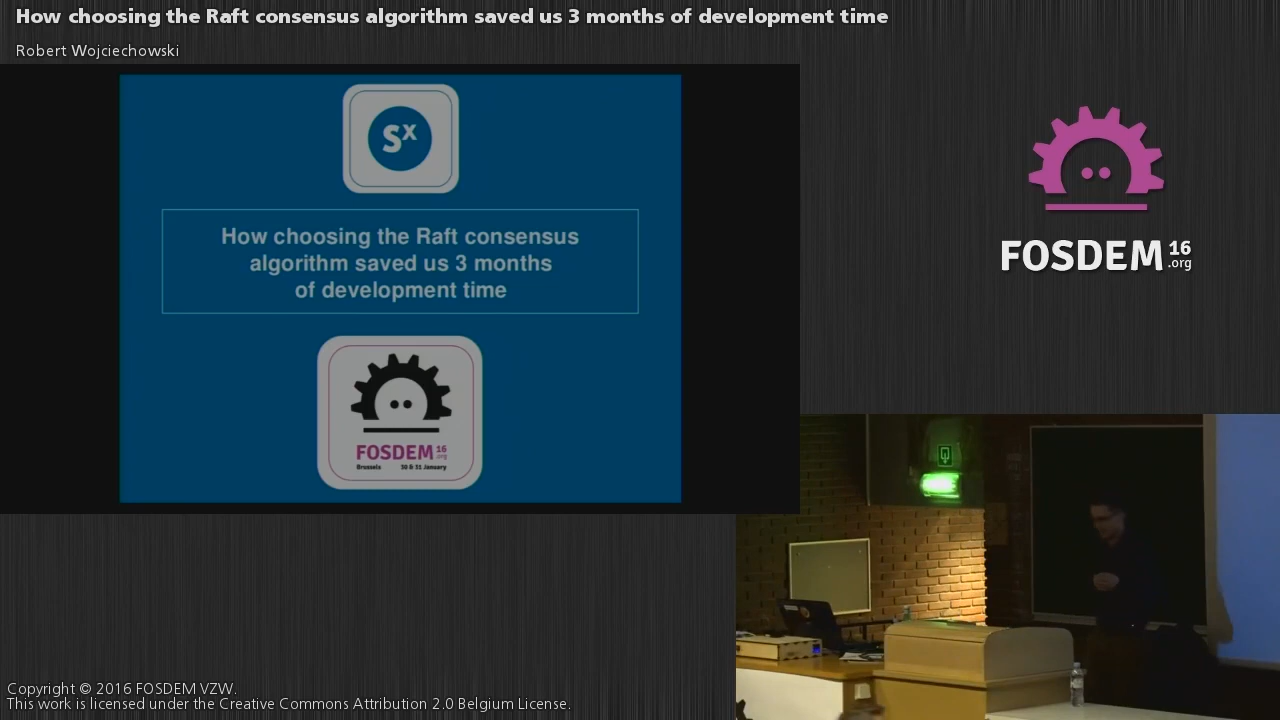 How choosing the Raft consensus algorithm saved us 3 months of development time
Robert Wojciechowski
Sx
How choosing the Raft consensus
algorithm saved us 3 months
of development time
FOSDEM 16
.org
Brussels 30 & 31 January
FOSDEM 16
.org
Copyright © 2016 FOSDEM VZW.
This work is licensed under the Creative Commons Attribution 2.0 Belgium License.